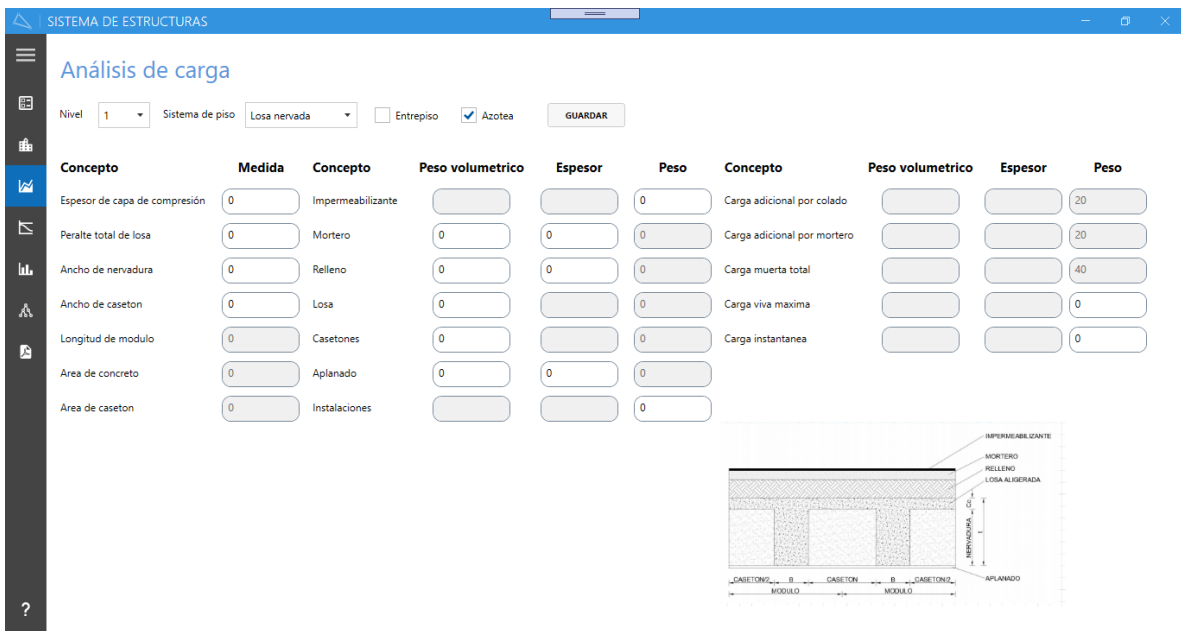 SISTEMA DE ESTRUCTURAS
Análisis de carga
Nivel 1 Sistema de piso Losa nervada Entrepiso Azotea GUARDAR
Concepto Medida Concepto Peso volumetrico Espesor Peso Concepto Peso volumetrico Espesor Peso
Espesor de capa de compresión 0 Impermeabilizante 0 Carga adicional por colado 20
Peralte total de losa 0 Mortero 0 0 0 Carga adicional por mortero 20
Ancho de nervadura 0 Relleno 0 0 0 Carga muerta total 40
Ancho de caseton 0 Losa 0 0 Carga viva maxima 0
Longitud de modulo 0 Casetones 0 0 Carga instantanea 0
Area de concreto 0 Aplanado 0 0 0
Area de caseton 0 Instalaciones 0
IMPERMEABILIZANTE
MORTERO
RELLENO
LOSA ALIGERADA
Cc
NERVADURA
APLANADO
CASETON/2 B CASETON B CASETON/2
MODULO MODULO
?